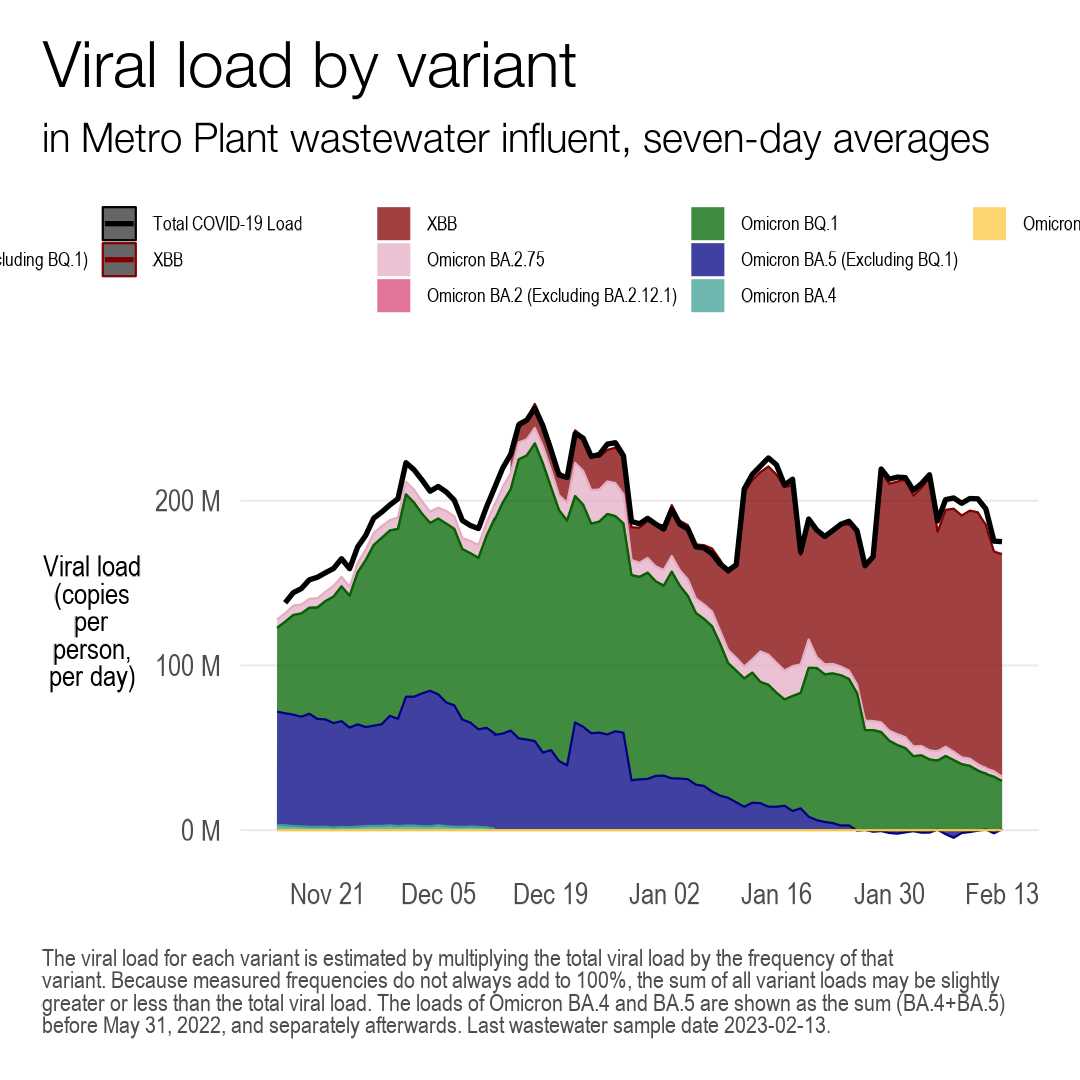 Viral load by variant
in Metro Plant wastewater influent, seven-day averages
Total COVID-19 Load
XBB
Omicron BQ.1
Omicron
cluding BQ.1)
XBB
Omicron BA.2.75
Omicron BA.5 (Excluding BQ.1)
Omicron BA.2 (Excluding BA.2.12.1)
Omicron BA.4
200 M
100 M
0 M
Viral load
(copies
per
person,
per day)
Nov 21
Dec 05
Dec 19
Jan 02
Jan 16
Jan 30
Feb 13
The viral load for each variant is estimated by multiplying the total viral load by the frequency of that
variant. Because measured frequencies do not always add to 100%, the sum of all variant loads may be slightly
greater or less than the total viral load. The loads of Omicron BA.4 and BA.5 are shown as the sum (BA.4+BA.5)
before May 31, 2022, and separately afterwards. Last wastewater sample date 2023-02-13.